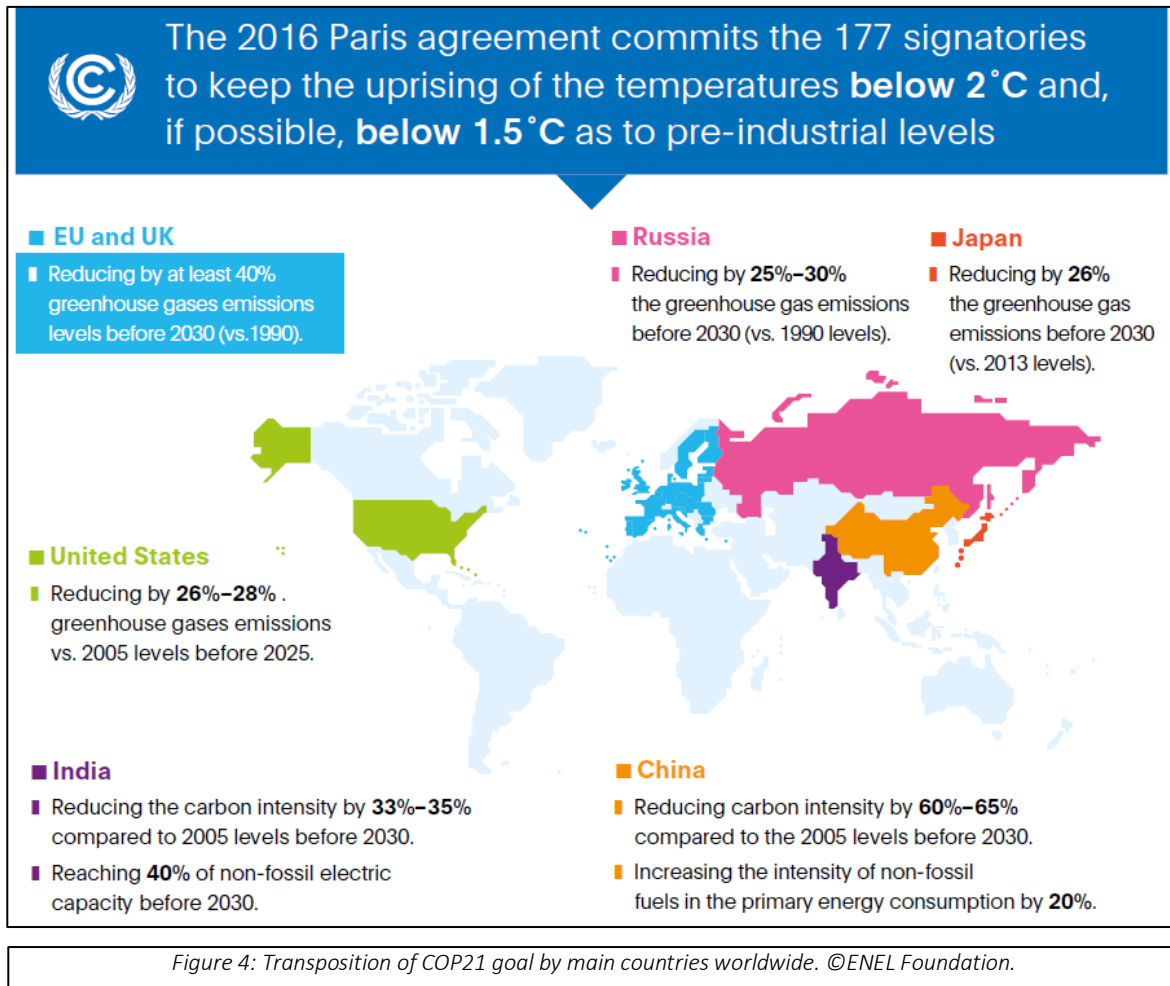 The 2016 Paris agreement commits the 177 signatories
to keep the uprising of the temperatures below 2˚C and,
if possible, below 1.5˚C as to pre-industrial levels
EU and UK
Reducing by at least 40%
greenhouse gases emissions
levels before 2030 (vs.1990).
Russia
Reducing by 25%–30%
the greenhouse gas emissions
before 2030 (vs. 1990 levels).
Japan
Reducing by 26%
the greenhouse gas
emissions before 2030
(vs. 2013 levels).
United States
Reducing by 26%–28% .
greenhouse gases emissions
vs. 2005 levels before 2025.
India
Reducing the carbon intensity by 33%–35%
compared to 2005 levels before 2030.
Reaching 40% of non-fossil electric
capacity before 2030.
China
Reducing carbon intensity by 60%–65%
compared to the 2005 levels before 2030.
Increasing the intensity of non-fossil
fuels in the primary energy consumption by 20%.
Figure 4: Transposition of COP21 goal by main countries worldwide. ©ENEL Foundation.